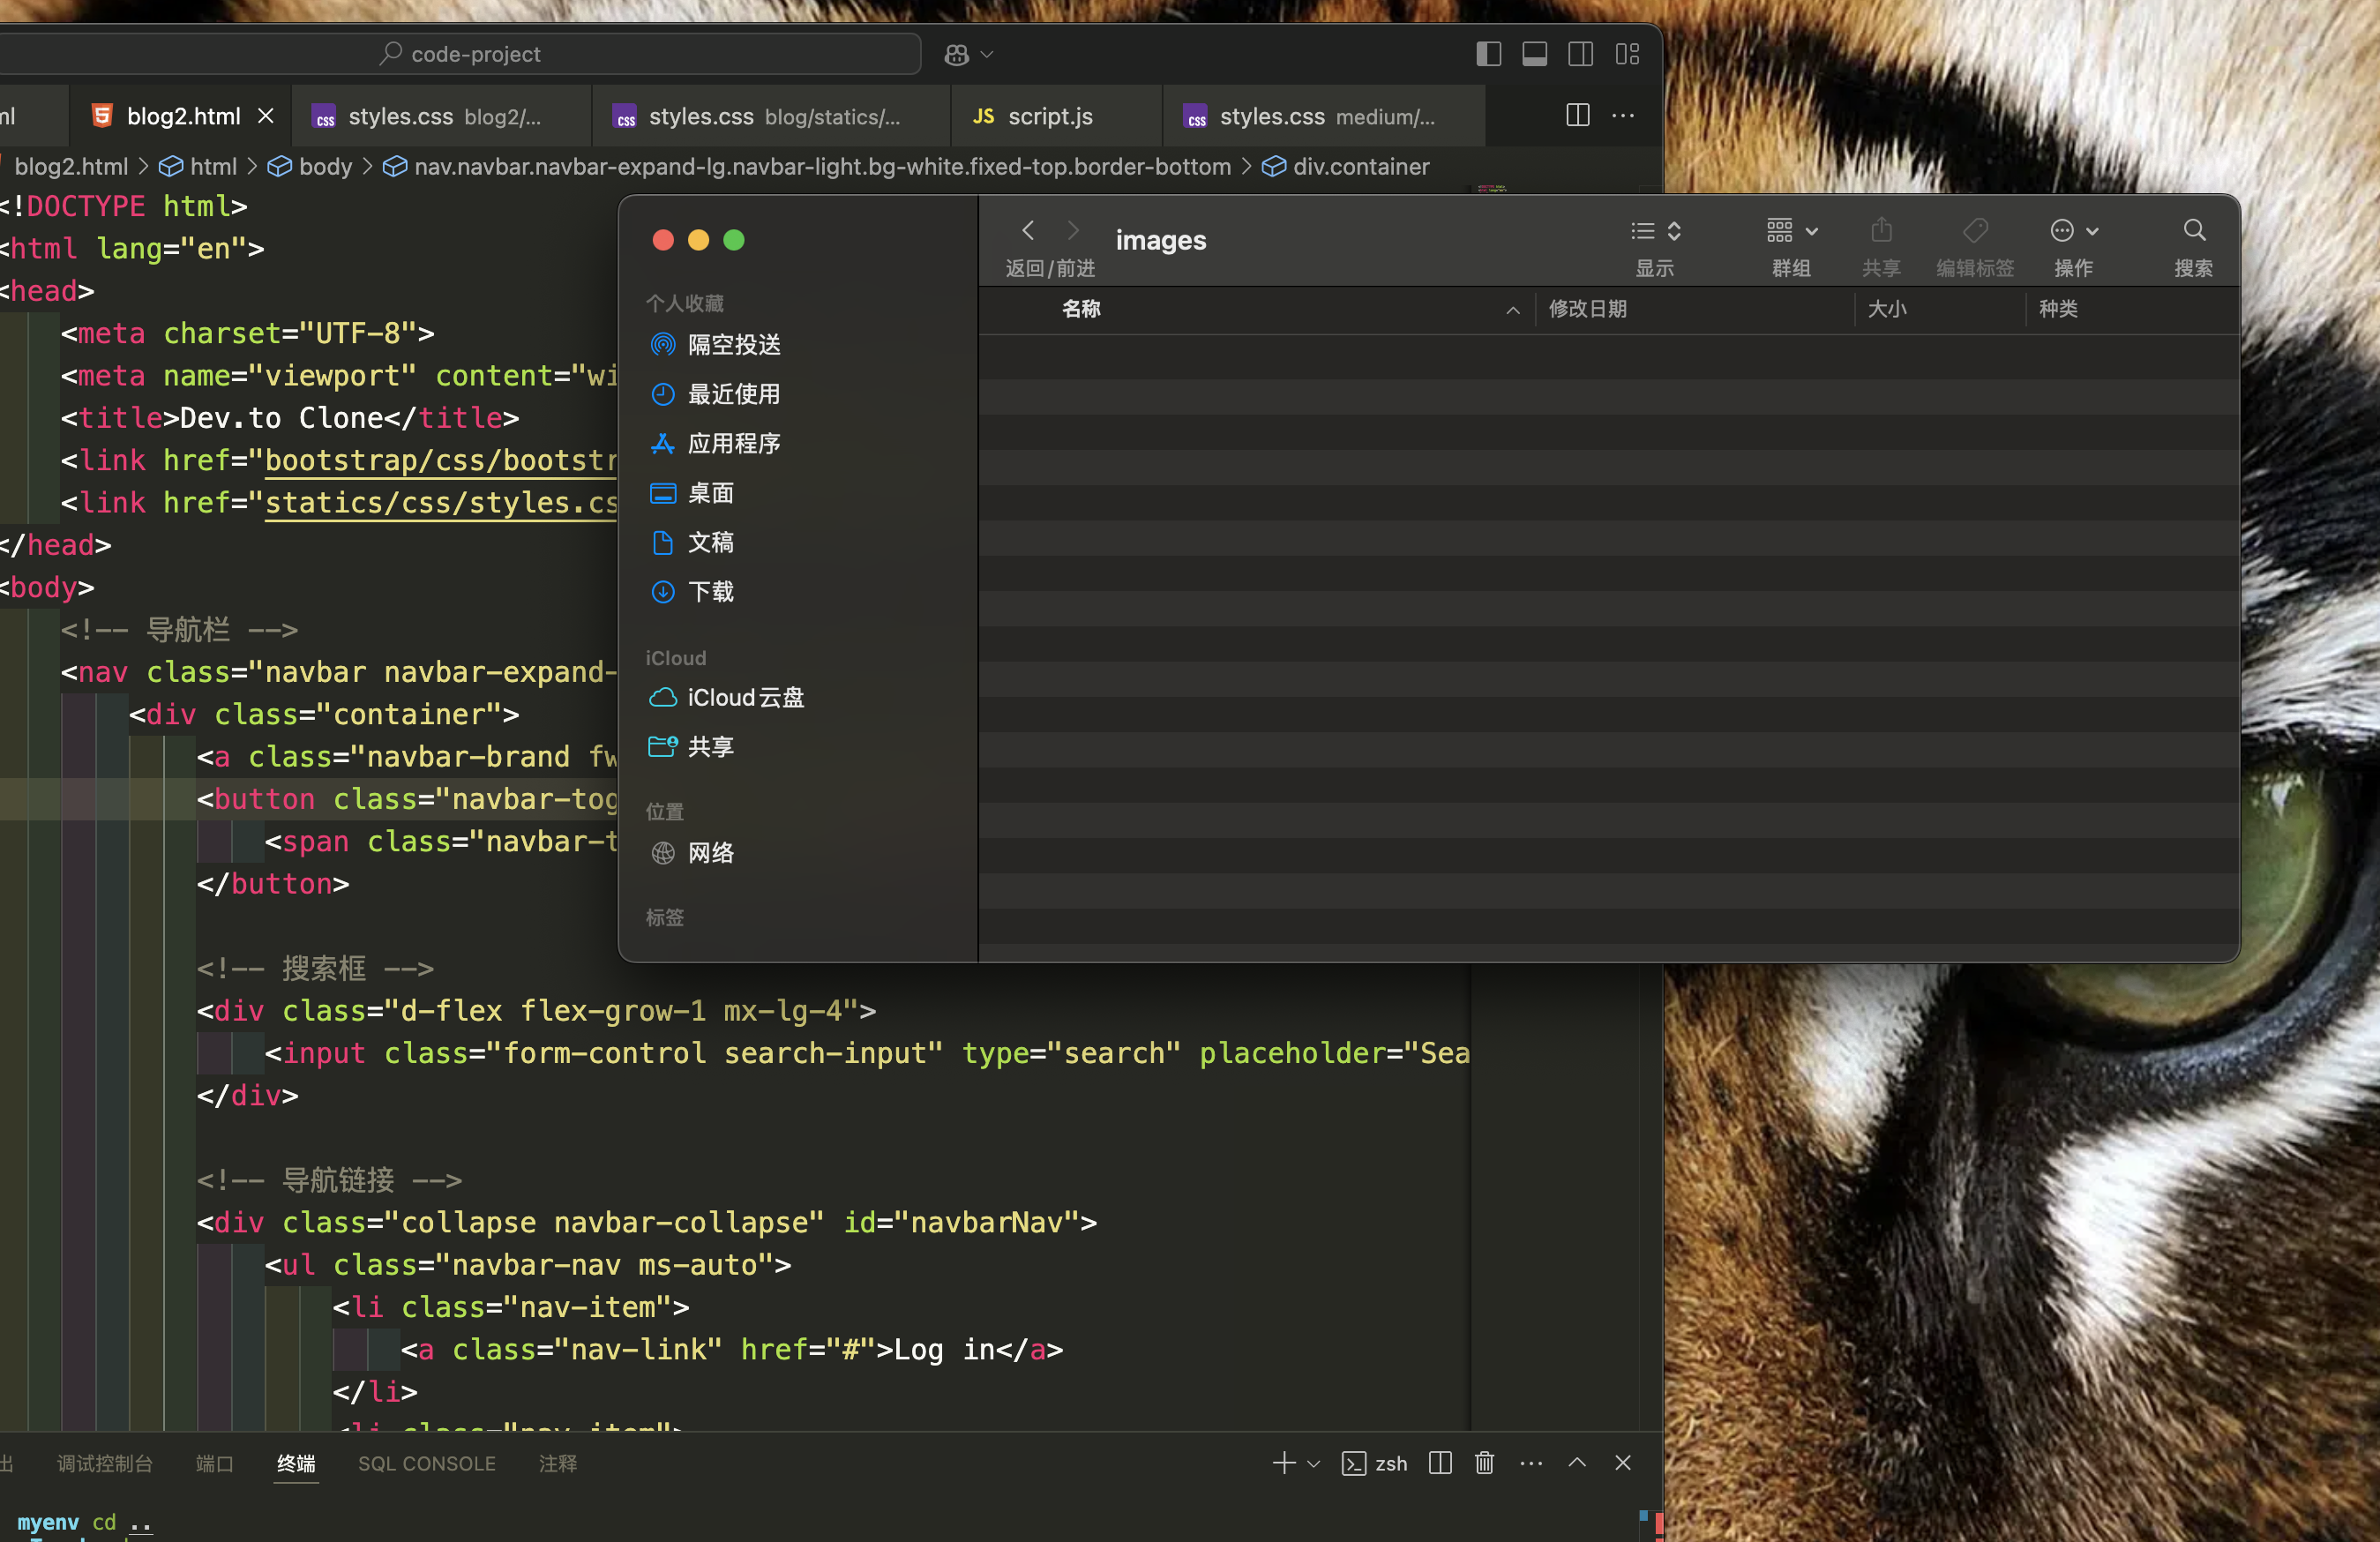 code-project
ml
blog2.html
styles.css blog2/...
styles.css blog/statics/...
JS script.js
styles.css medium/...
blog2.html > html > body > nav.navbar.navbar-expand-lg.navbar-light.bg-white.fixed-top.border-bottom > div.container
<!DOCTYPE html>
<html lang="en">
<head>
<meta charset="UTF-8">
<meta name="viewport" content="wi
<title>Dev.to Clone</title>
<link href="bootstrap/css/bootstr
<link href="statics/css/styles.cs
</head>
<body>
<!-- 导航栏 -->
<nav class="navbar navbar-expand-
<div class="container">
<a class="navbar-brand fw
<button class="navbar-tog
<span class="navbar-t
</button>
<!-- 搜索框 -->
<div class="d-flex flex-grow-1 mx-lg-4">
<input class="form-control search-input" type="search" placeholder="Sea
</div>
<!-- 导航链接 -->
<div class="collapse navbar-collapse" id="navbarNav">
<ul class="navbar-nav ms-auto">
<li class="nav-item">
<a class="nav-link" href="#">Log in</a>
</li>
<li class="nav-item">
images
返回/前进
显示
群组
共享
编辑标签
操作
搜索
名称
修改日期
大小
种类
个人收藏
隔空投送
最近使用
应用程序
桌面
文稿
下载
iCloud
iCloud云盘
共享
位置
网络
标签
出
调试控制台
端口
终端
SQL CONSOLE
注释
zsh
myenv cd ..